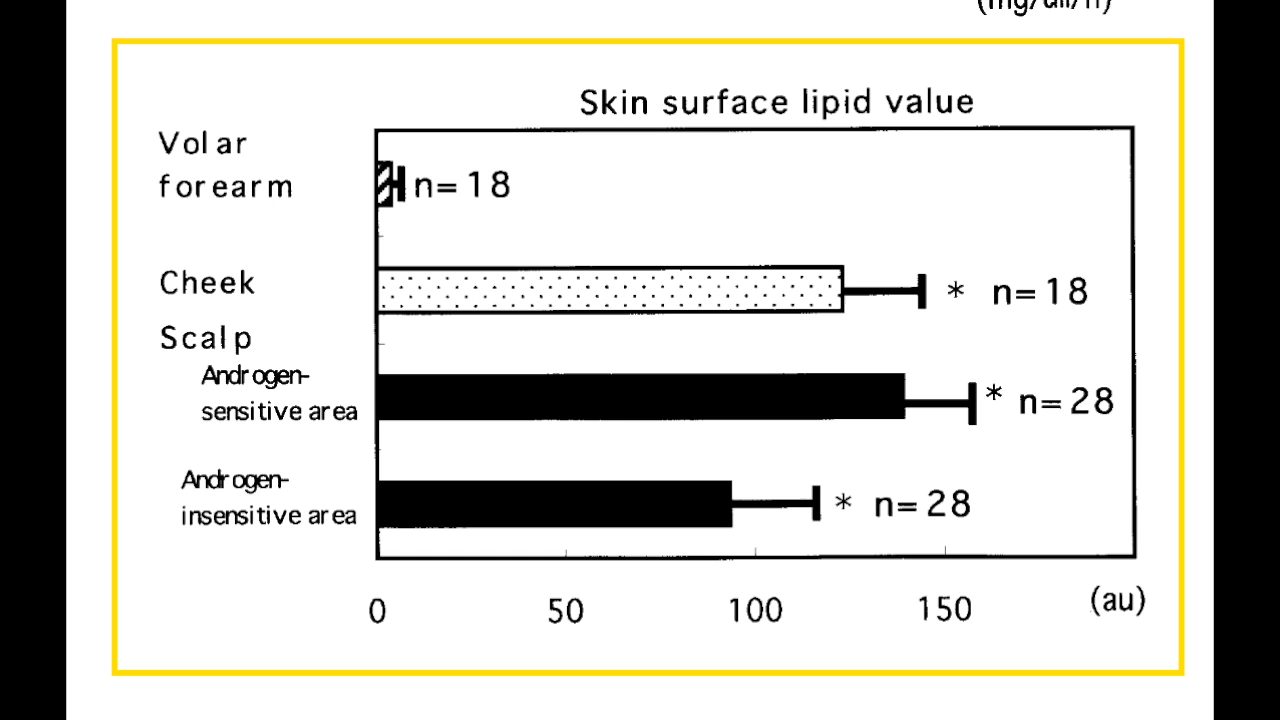 Skin surface lipid value
Volar
forearm
n=18
Cheek
* n=18
Scalp
Androgen-
sensitive area
* n=28
Androgen-
insensitive area
* n=28
0 50 100 150 (au)